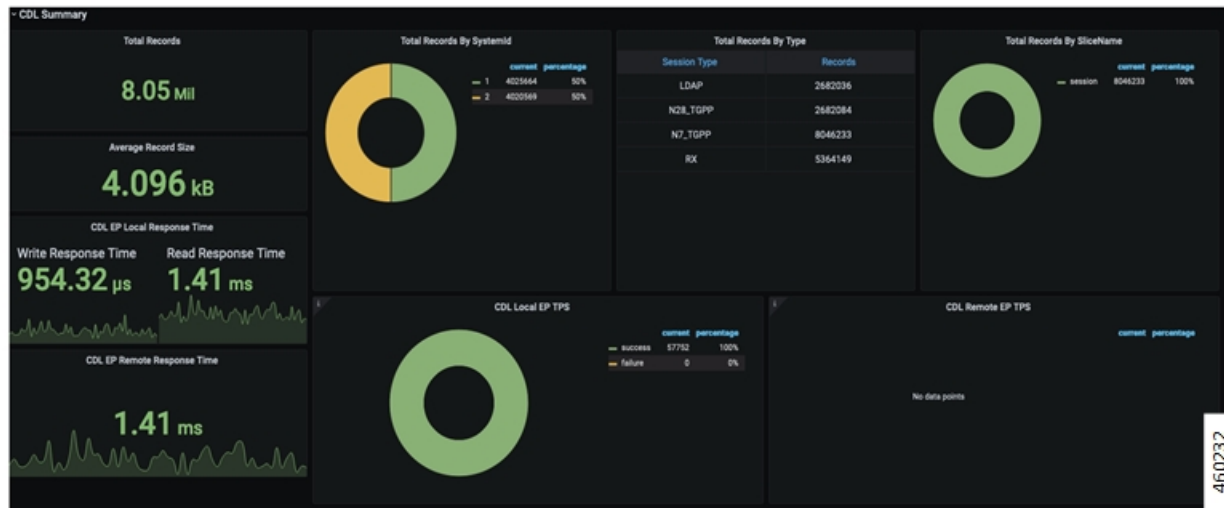 CDL Summary
Total Records
8.05 Mil
Average Record Size
4.096 kB
CDL EP Local Response Time
Write Response Time Read Response Time
954.32 µs 1.41 ms
CDL EP Remote Response Time
1.41 ms
Total Records By SystemId
current percentage
1 4025664 50%
2 4020569 50%
Total Records By Type
Session Type Records
LDAP 2682036
N28_TGPP 2682084
N7_TGPP 8046233
RX 5364149
Total Records By SliceName
current percentage
session 8046233 100%
CDL Local EP TPS
current percentage
success 57752 100%
failure 0 0%
CDL Remote EP TPS
current percentage
No data points
460232